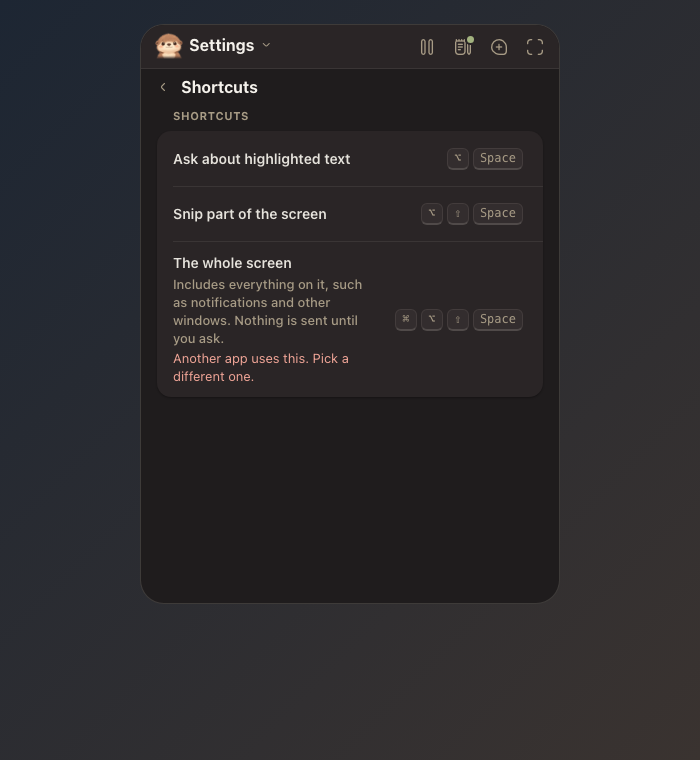 Settings
Shortcuts
SHORTCUTS
Ask about highlighted text ⌥ Space
Snip part of the screen ⌥ ⇧ Space
The whole screen
Includes everything on it, such
as notifications and other
windows. Nothing is sent until
you ask.
⌘ ⌥ ⇧ Space
Another app uses this. Pick a
different one.